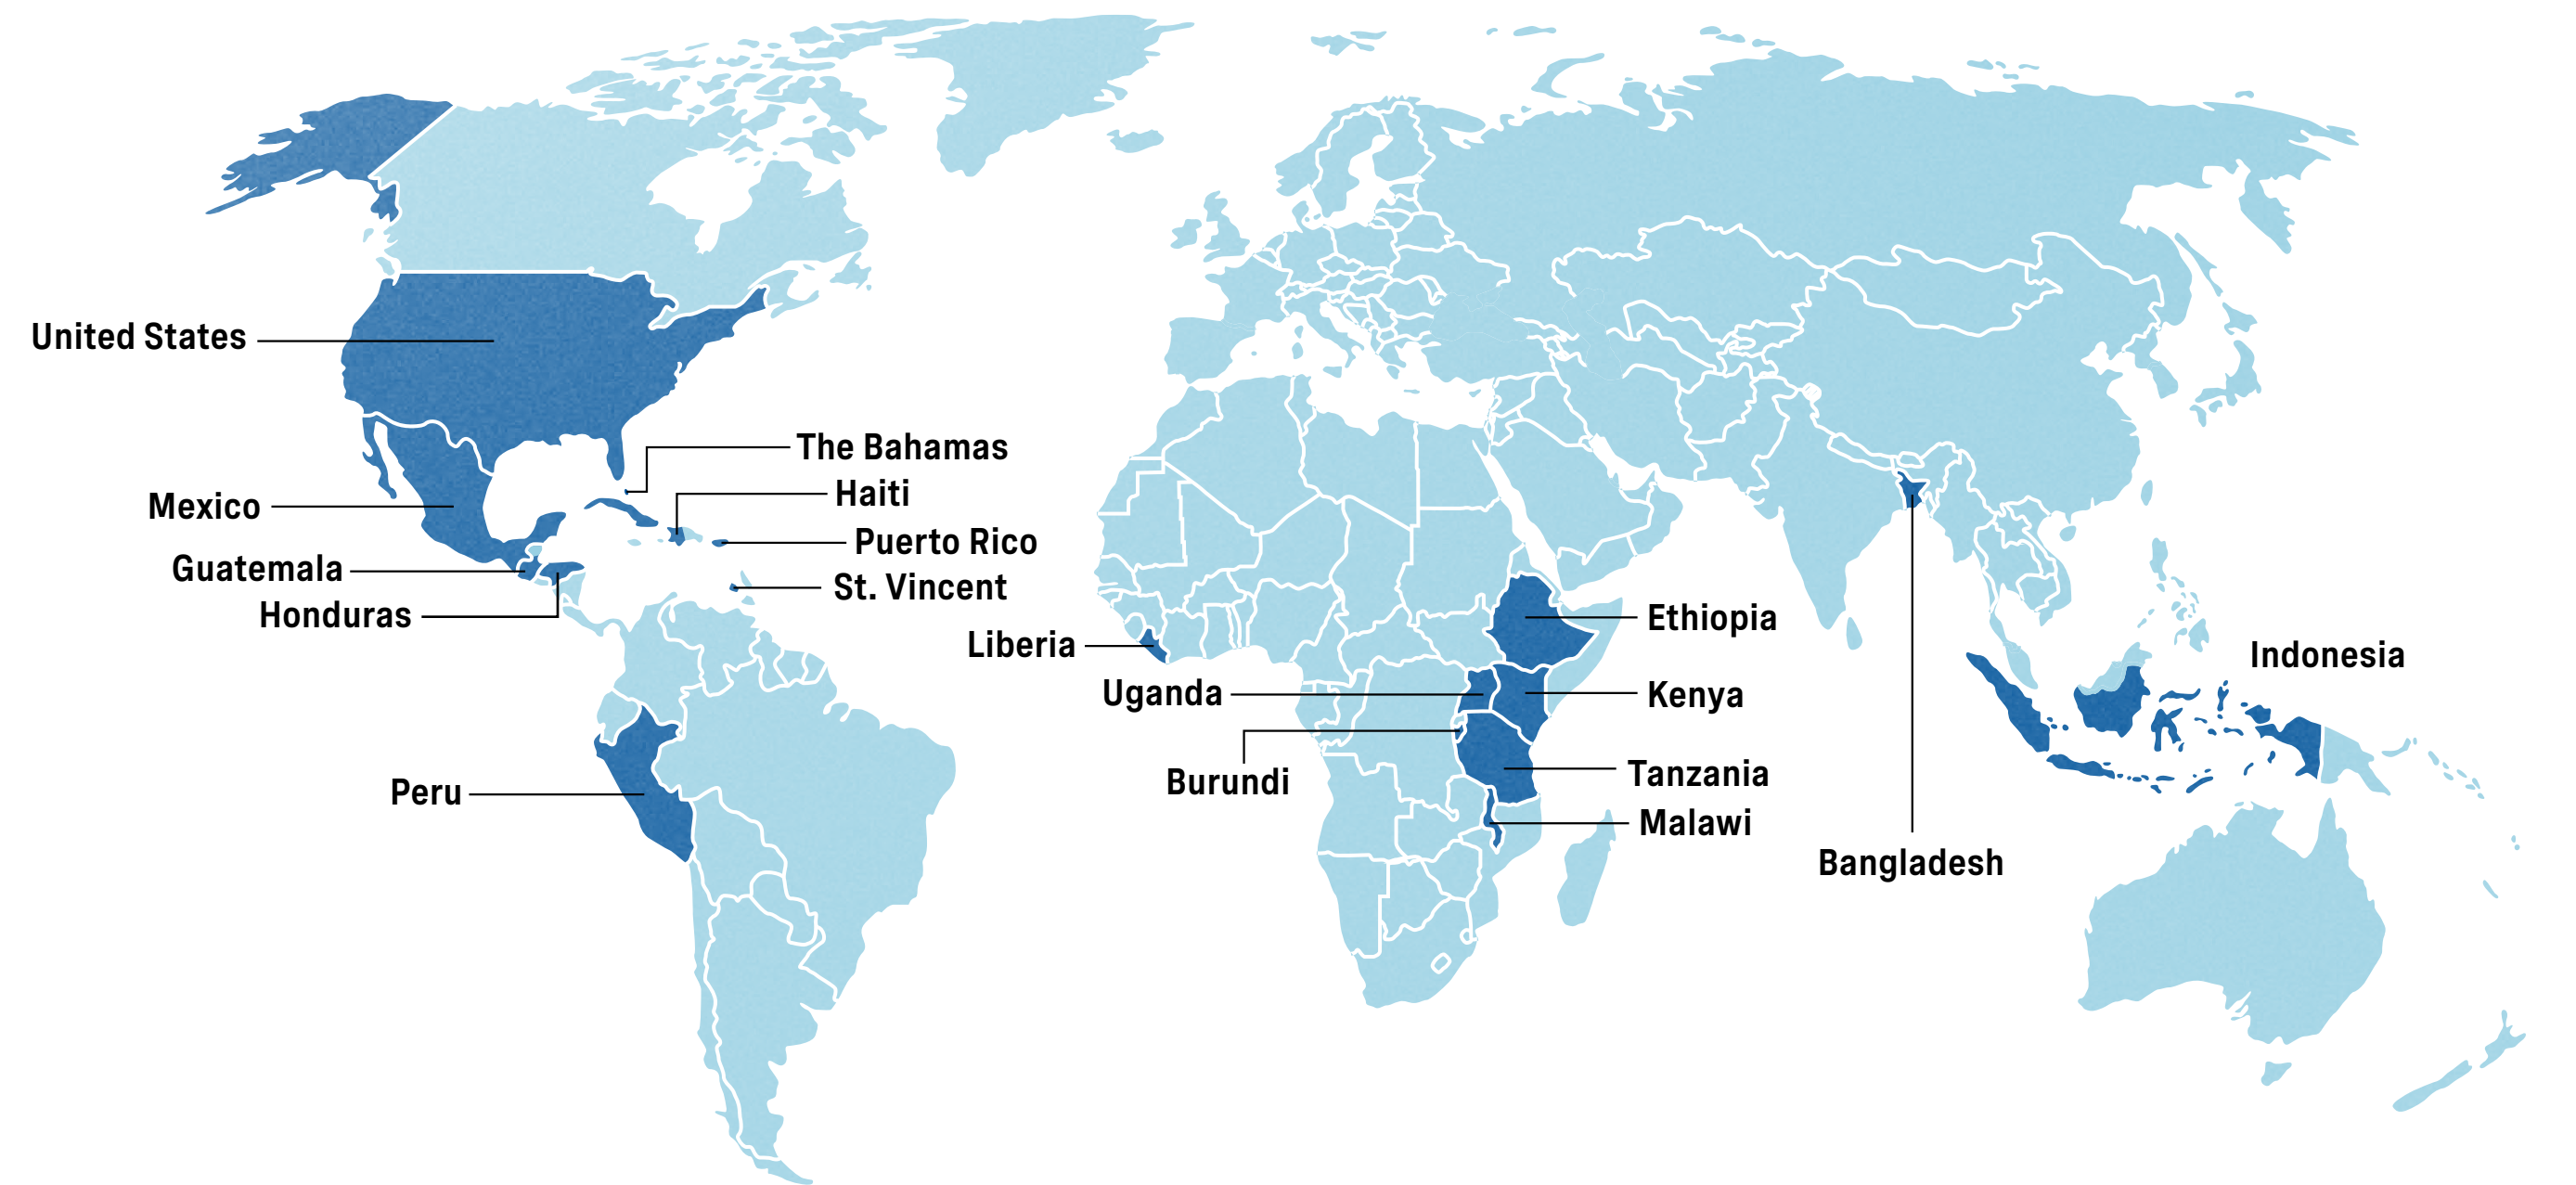 United States
The Bahamas
Haiti
Mexico
Puerto Rico
Guatemala
St. Vincent
Honduras
Ethiopia
Liberia
Indonesia
Uganda
Kenya
Burundi
Tanzania
Peru
Malawi
Bangladesh